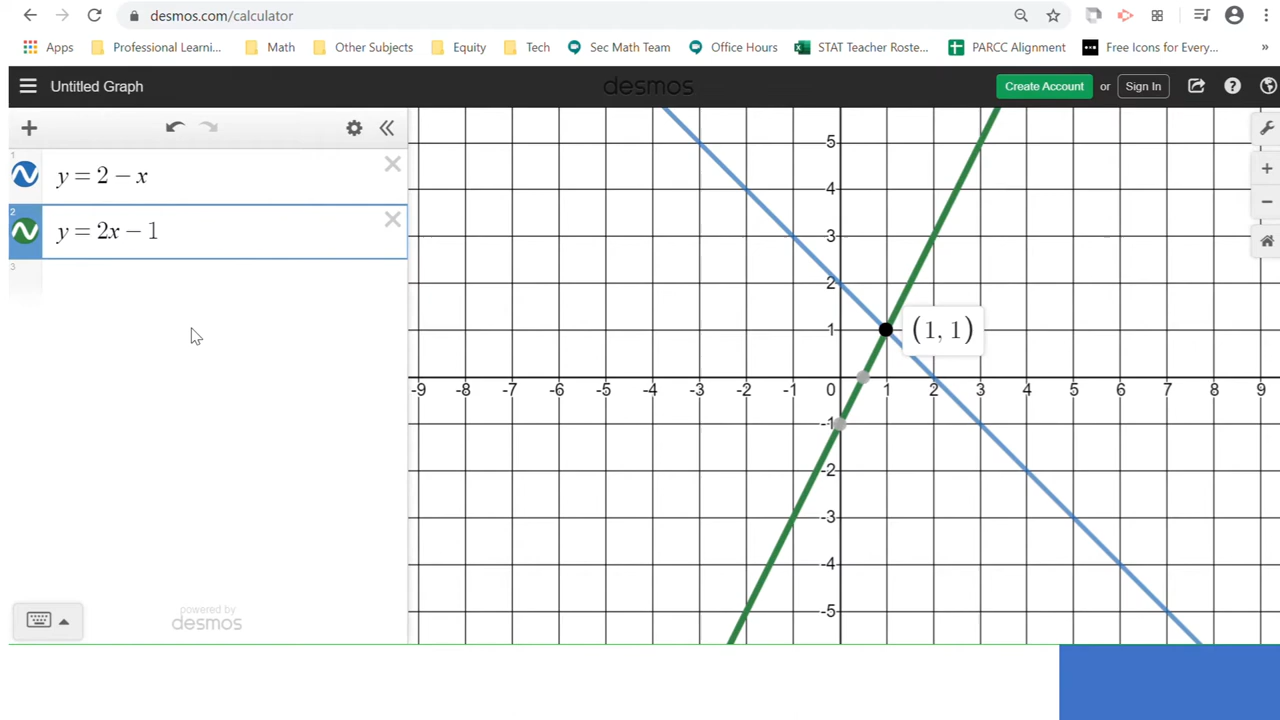 desmos.com/calculator
Apps Professional Learni... Math Other Subjects Equity Tech Sec Math Team Office Hours STAT Teacher Roste... PARCC Alignment Free Icons for Every... »
Untitled Graph desmos Create Account or Sign In
1
y = 2 − x
2
y = 2x − 1
3
5
4
3
2
1
(1, 1)
-9 -8 -7 -6 -5 -4 -3 -2 -1 0 1 2 3 4 5 6 7 8 9
-1
-2
-3
-4
-5
powered by
desmos